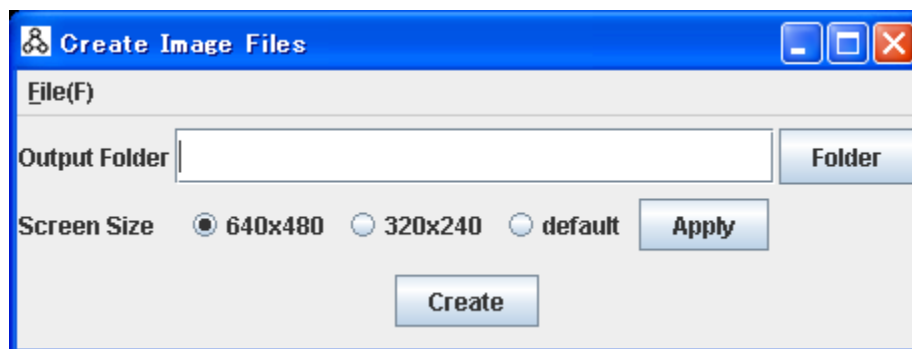 Create Image Files
File(F)
Output Folder Folder
Screen Size 640x480 320x240 default Apply
Create